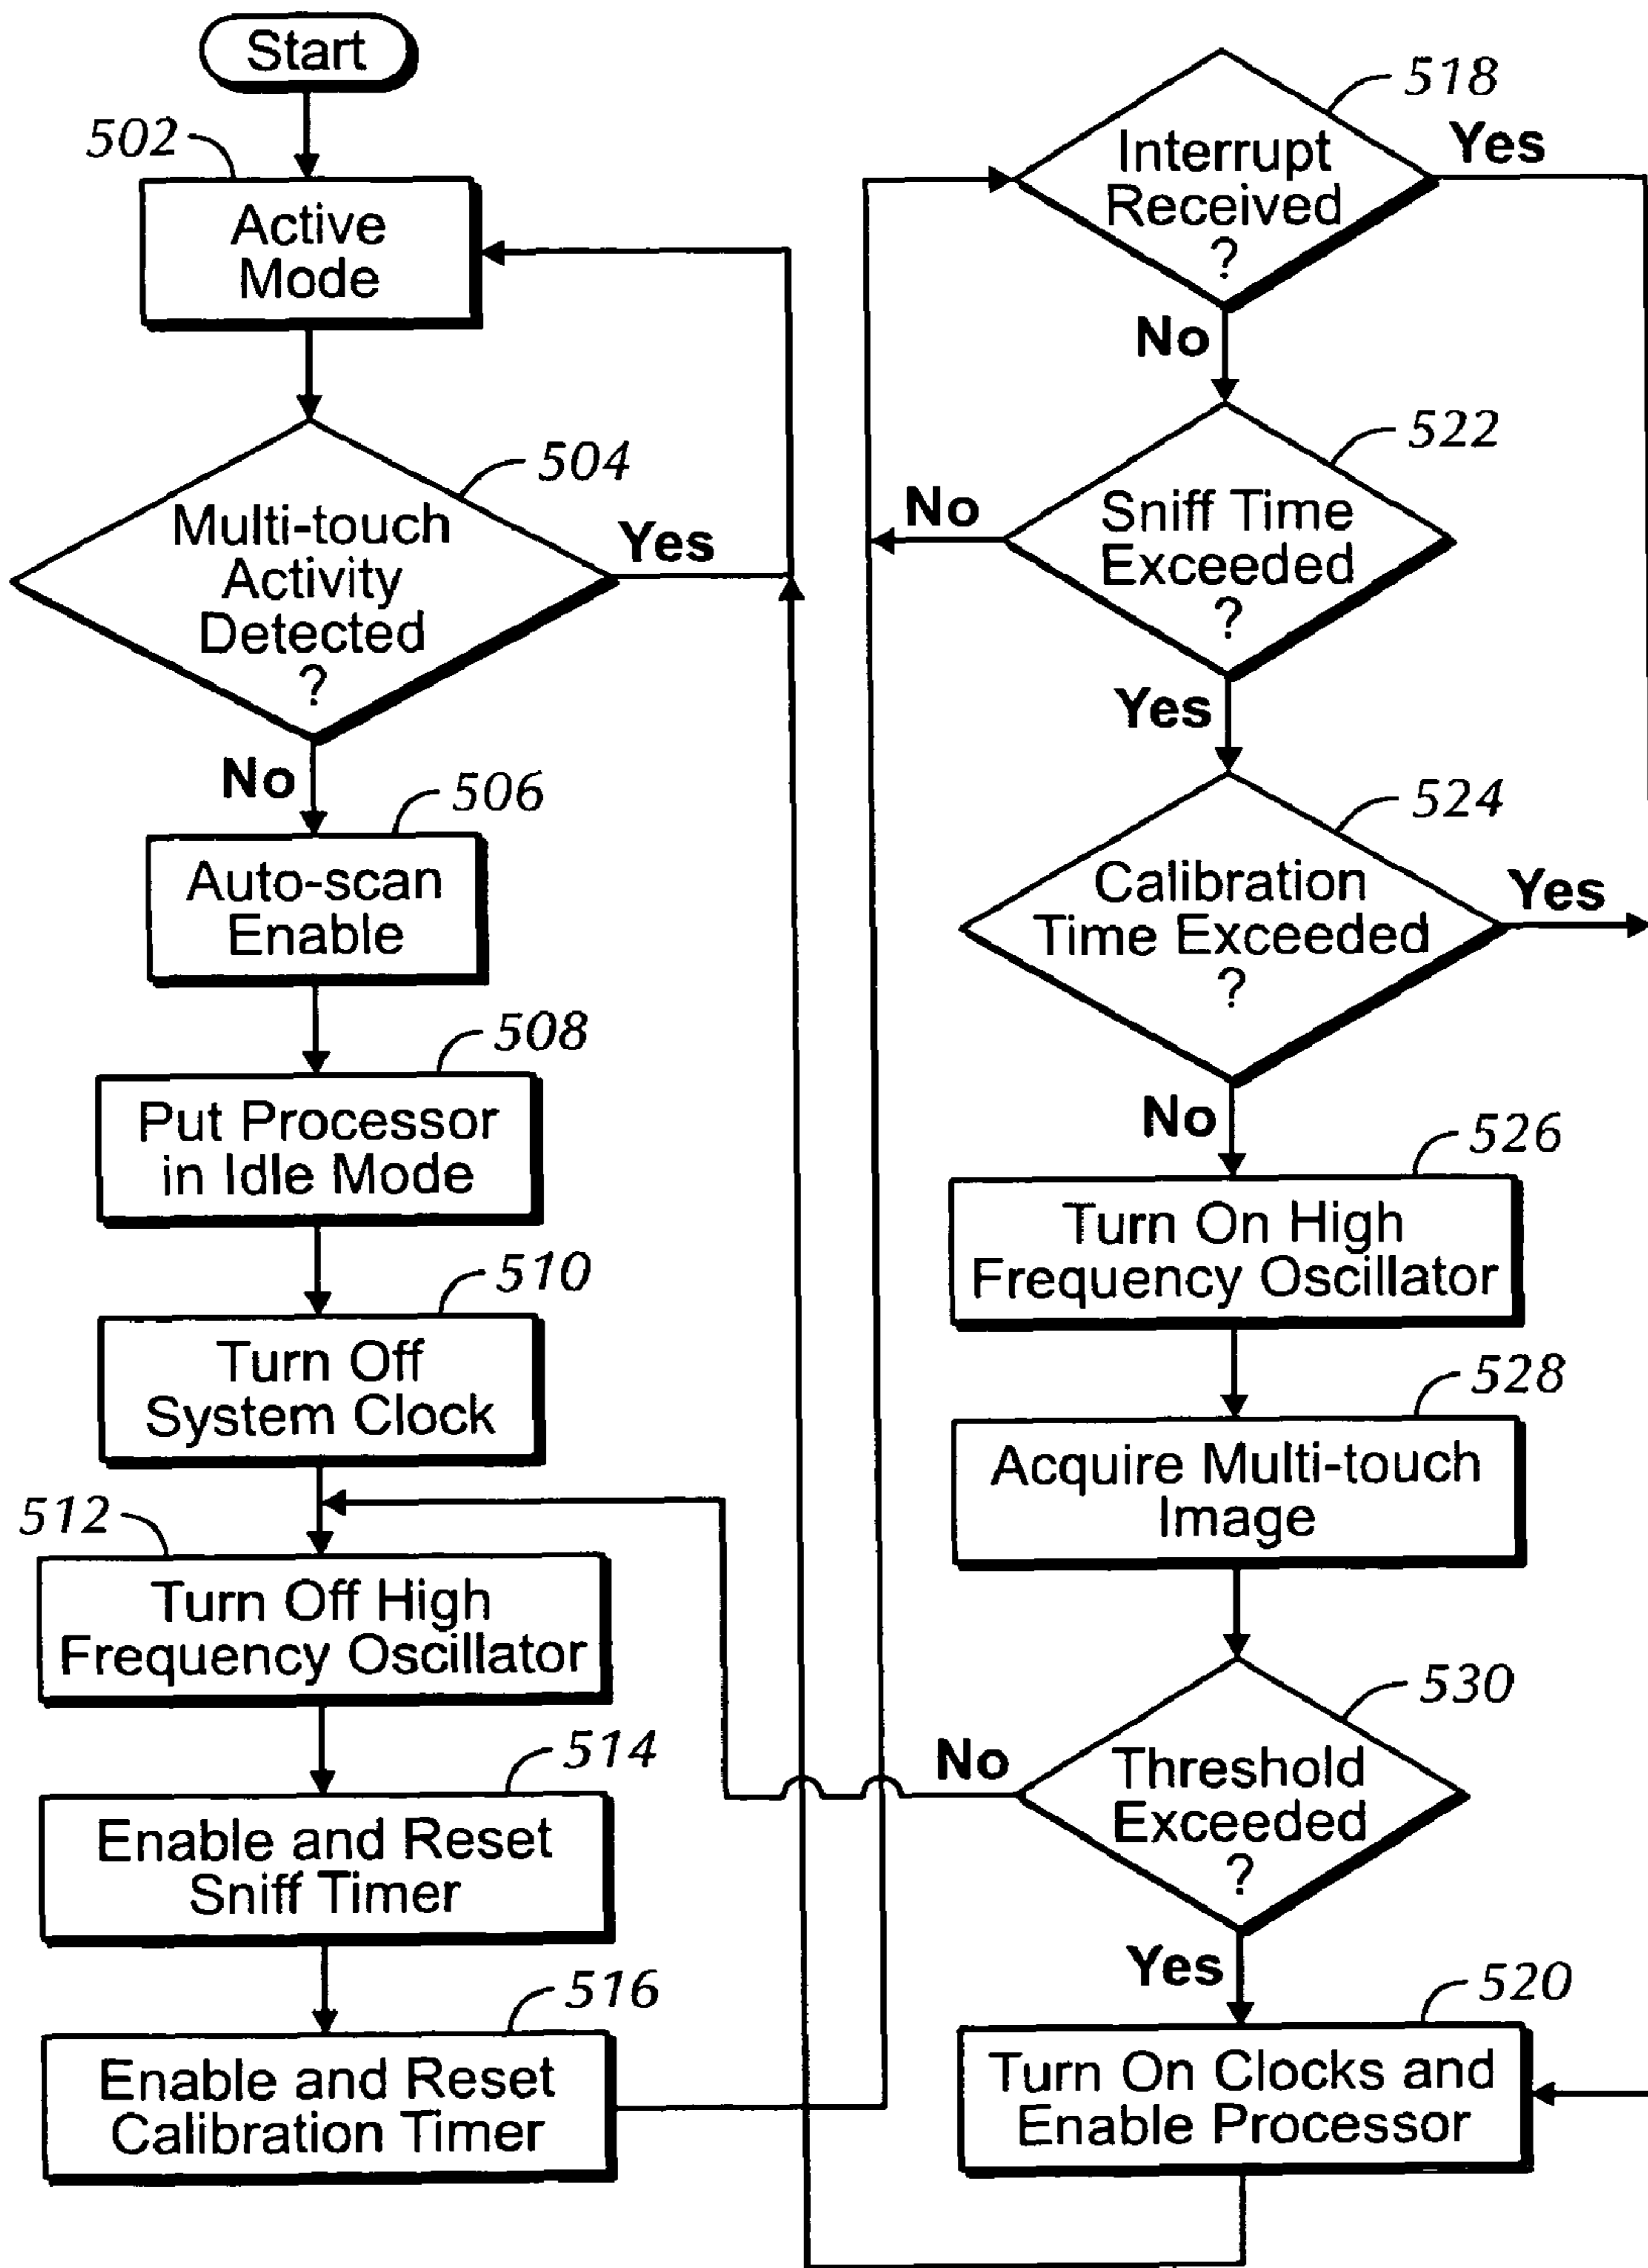 Start
502
Active
Mode
504
Multi-touch
Activity
Detected
?
Yes
No
506
Auto-scan
Enable
508
Put Processor
in Idle Mode
510
Turn Off
System Clock
512
Turn Off High
Frequency Oscillator
514
Enable and Reset
Sniff Timer
516
Enable and Reset
Calibration Timer
518
Interrupt
Received
?
Yes
No
522
Sniff Time
Exceeded
?
No
Yes
524
Calibration
Time Exceeded
?
Yes
No
526
Turn On High
Frequency Oscillator
528
Acquire Multi-touch
Image
530
Threshold
Exceeded
?
No
Yes
520
Turn On Clocks and
Enable Processor